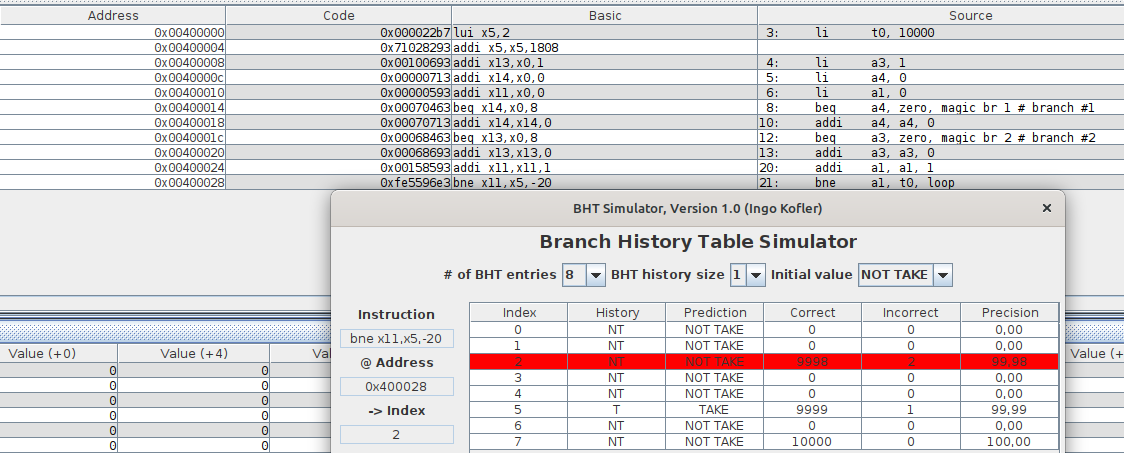 Address Code Basic Source
0x00400000 0x000022b7 lui x5,2 3: li t0, 10000
0x00400004 0x71028293 addi x5,x5,1808
0x00400008 0x00100693 addi x13,x0,1 4: li a3, 1
0x0040000c 0x00000713 addi x14,x0,0 5: li a4, 0
0x00400010 0x00000593 addi x11,x0,0 6: li a1, 0
0x00400014 0x00070463 beq x14,x0,8 8: beq a4, zero, magic br 1 # branch #1
0x00400018 0x00070713 addi x14,x14,0 10: addi a4, a4, 0
0x0040001c 0x00068463 beq x13,x0,8 12: beq a3, zero, magic br 2 # branch #2
0x00400020 0x00068693 addi x13,x13,0 13: addi a3, a3, 0
0x00400024 0x00158593 addi x11,x11,1 20: addi a1, a1, 1
0x00400028 0xfe5596e3 bne x11,x5,-20 21: bne a1, t0, loop
BHT Simulator, Version 1.0 (Ingo Kofler) ×
Branch History Table Simulator
# of BHT entries 8 BHT history size 1 Initial value NOT TAKE
Instruction
bne x11,x5,-20
@ Address
0x400028
-> Index
2
Index History Prediction Correct Incorrect Precision
0 NT NOT TAKE 0 0 0,00
1 NT NOT TAKE 0 0 0,00
2 NT NOT TAKE 9998 2 99,98
3 NT NOT TAKE 0 0 0,00
4 NT NOT TAKE 0 0 0,00
5 T TAKE 9999 1 99,99
6 NT NOT TAKE 0 0 0,00
7 NT NOT TAKE 10000 0 100,00
Value (+0) Value (+4) Val Value (+
0 0
0 0
0 0
0 0
0 0
0 0